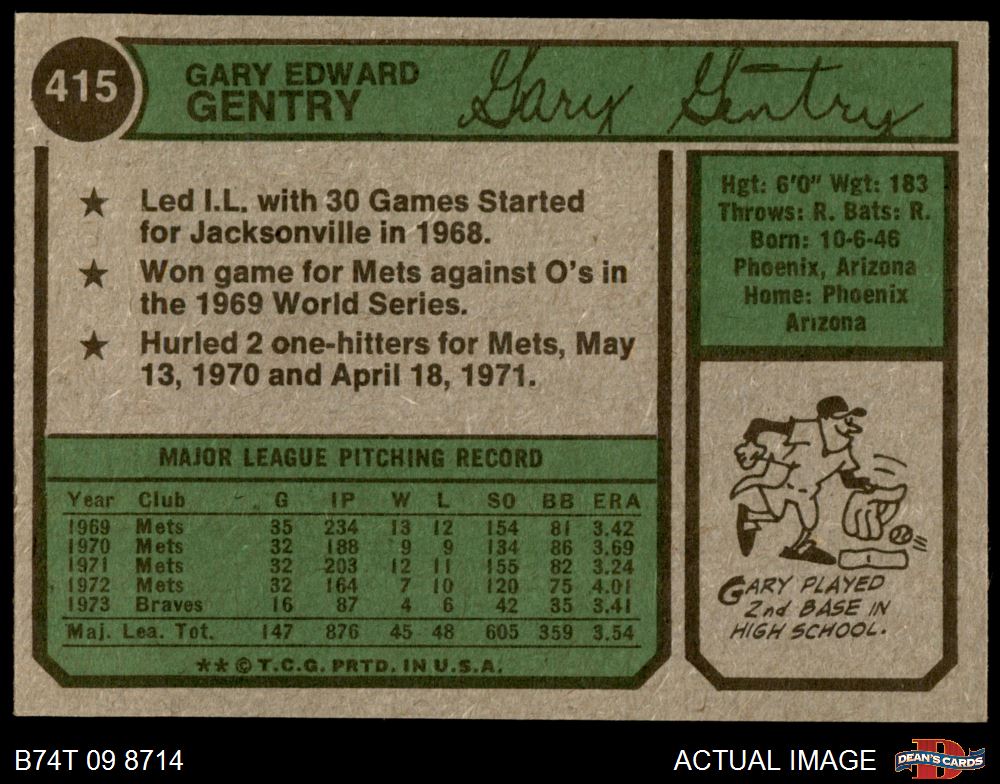 415
GARY EDWARD
GENTRY
Gary Gentry
★ Led I.L. with 30 Games Started
for Jacksonville in 1968.
★ Won game for Mets against O's in
the 1969 World Series.
★ Hurled 2 one-hitters for Mets, May
13, 1970 and April 18, 1971.
Hgt: 6'0" Wgt: 183
Throws: R. Bats: R.
Born: 10-6-46
Phoenix, Arizona
Home: Phoenix
Arizona
MAJOR LEAGUE PITCHING RECORD
Year Club G IP W L SO BB ERA
1969 Mets 35 234 13 12 154 81 3.42
1970 Mets 32 188 9 9 134 86 3.69
1971 Mets 32 203 12 11 155 82 3.24
1972 Mets 32 164 7 10 120 75 4.01
1973 Braves 16 87 4 6 42 35 3.41
Maj. Lea. Tot. 147 876 45 48 605 359 3.54
** © T.C.G. PRTD. IN U.S.A.
GARY PLAYED
2nd BASE IN
HIGH SCHOOL.
B74T 09 8714
ACTUAL IMAGE
DEAN'S CARDS